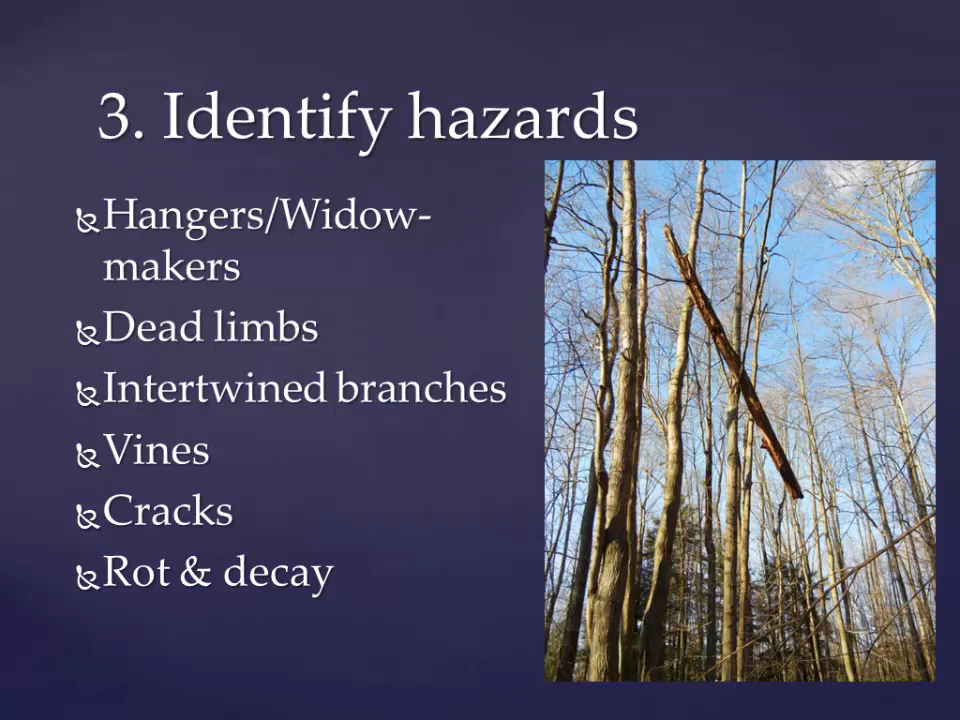 3. Identify hazards
Hangers/Widow-
makers
Dead limbs
Intertwined branches
Vines
Cracks
Rot & decay